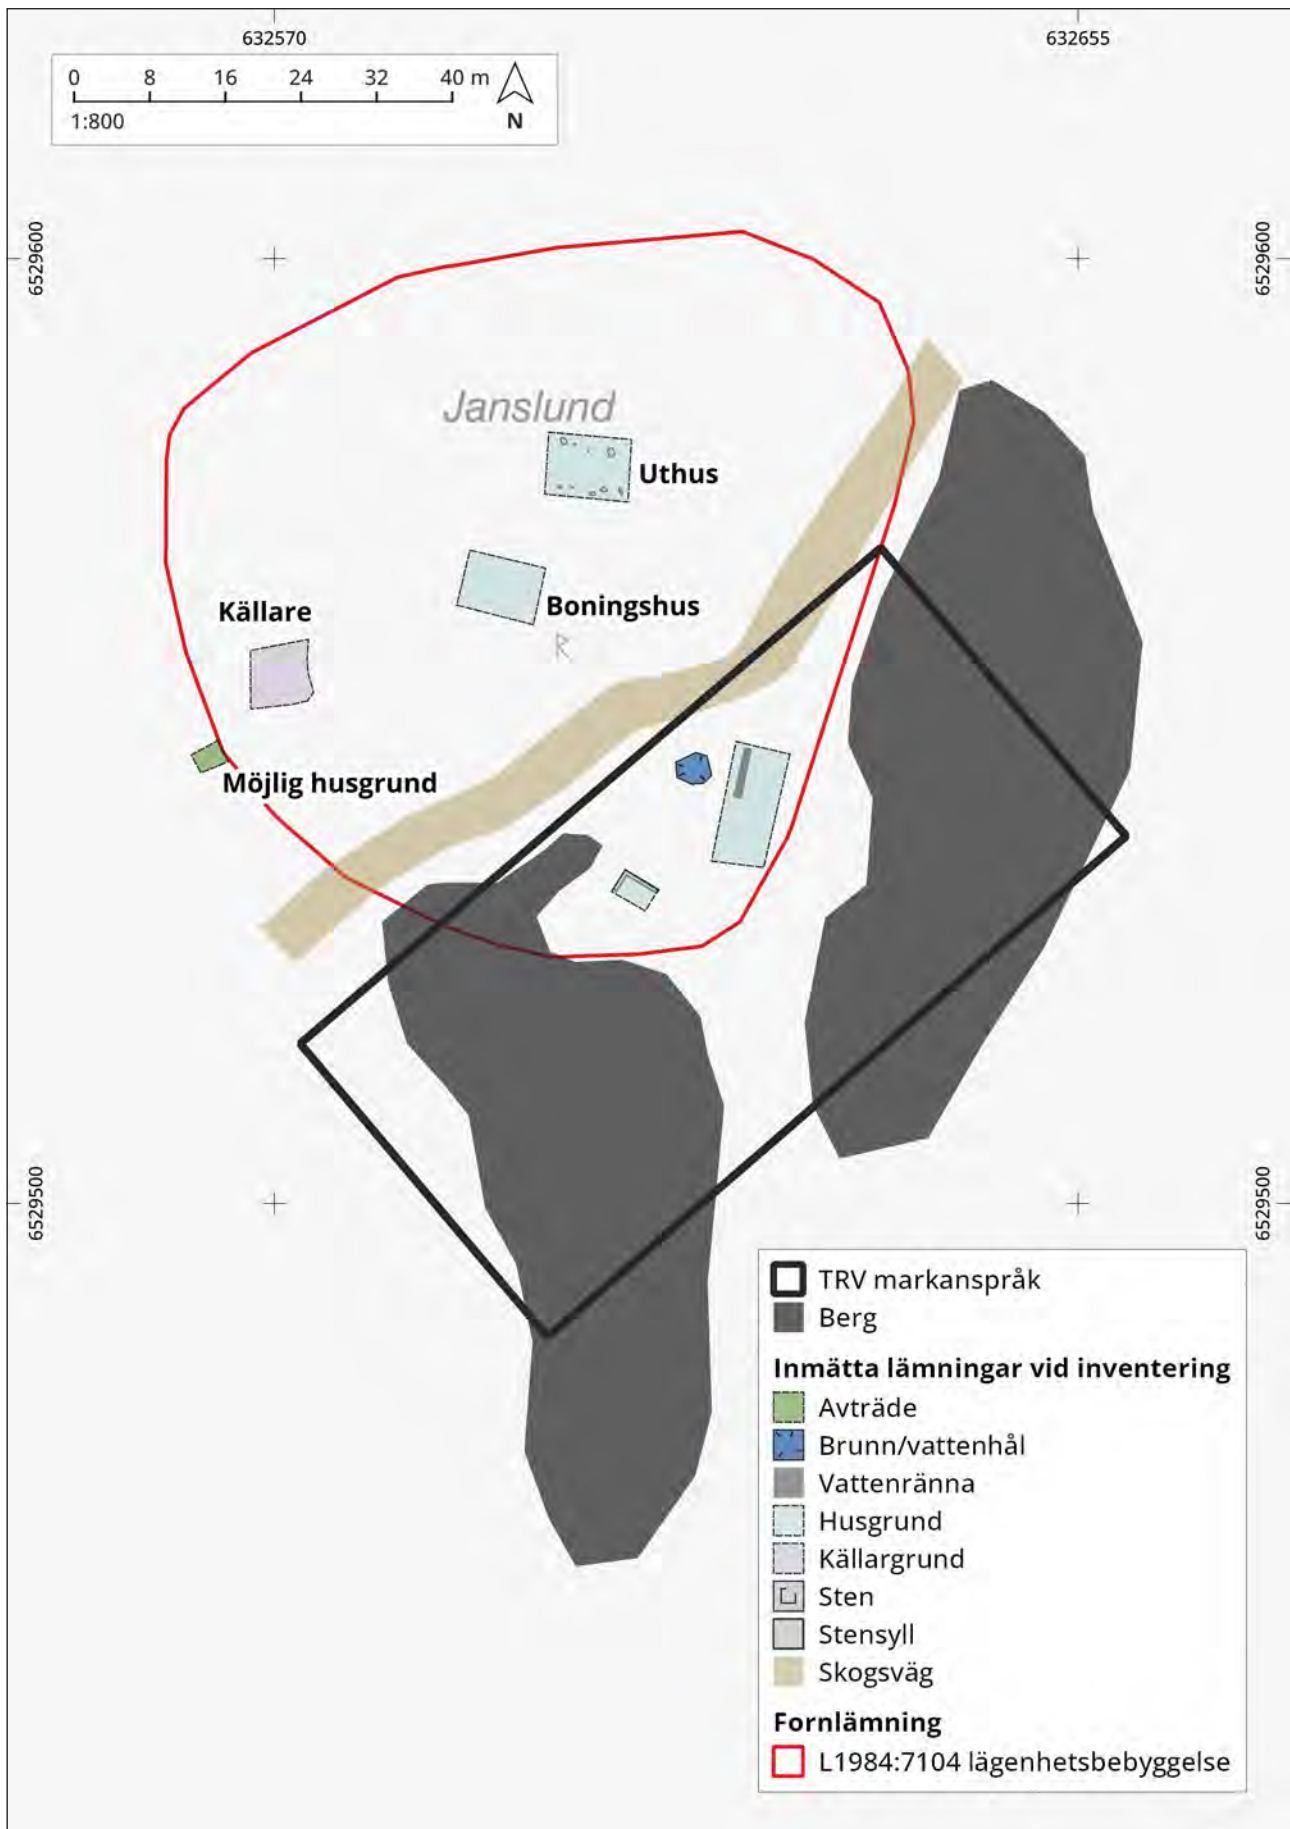 632570 632655
0 8 16 24 32 40 m
1:800 N
6529600 6529600
Janslund
Uthus
Boningshus
Källare
R
Möjlig husgrund
6529500 6529500
TRV markanspråk
Berg
Inmätta lämningar vid inventering
Avträde
Brunn/vattenhål
Vattenränna
Husgrund
Källargrund
Sten
Stensyll
Skogsväg
Fornlämning
L1984:7104 lägenhetsbebyggelse